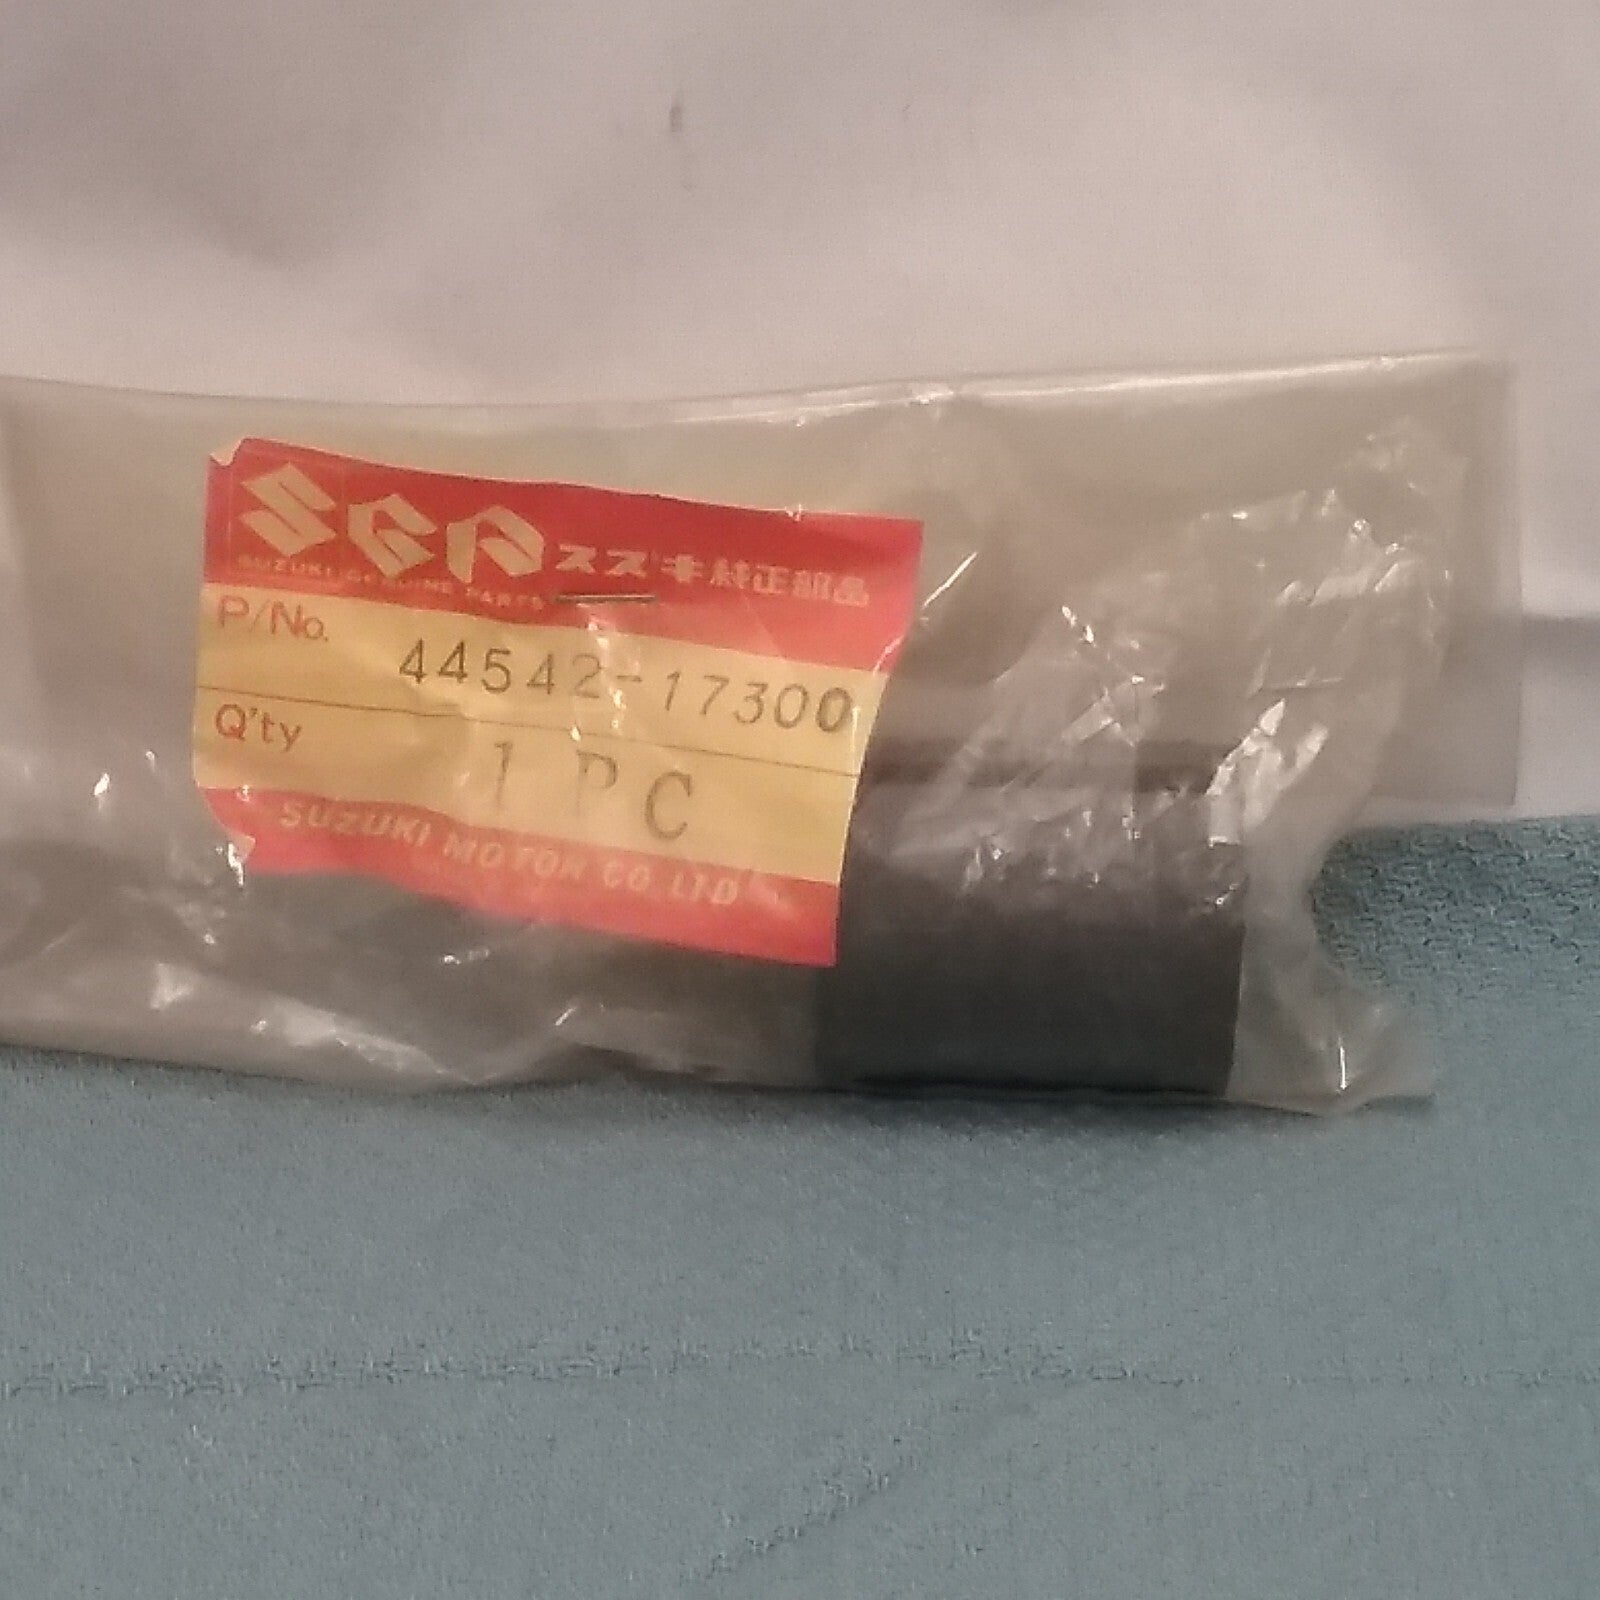 SGP スズキ純正部品
SUZUKI GENUINE PARTS
P/No.
44542-17300
Q'ty
1 PC
SUZUKI MOTOR CO. LTD